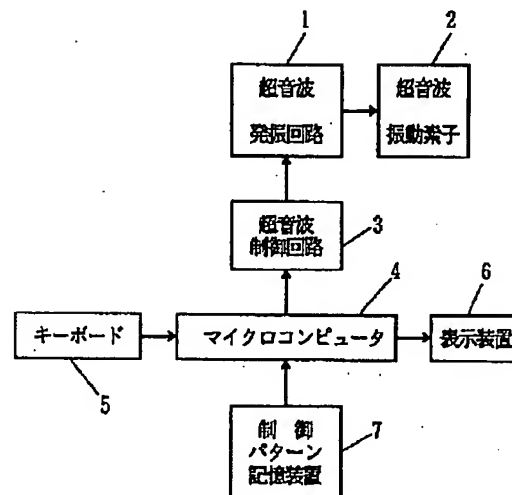 1
2
超音波
発振回路
超音波
振動素子
超音波
制御回路
3
4
6
キーボード
マイクロコンピュータ
表示装置
5
制 御
パターン
記憶装置
7